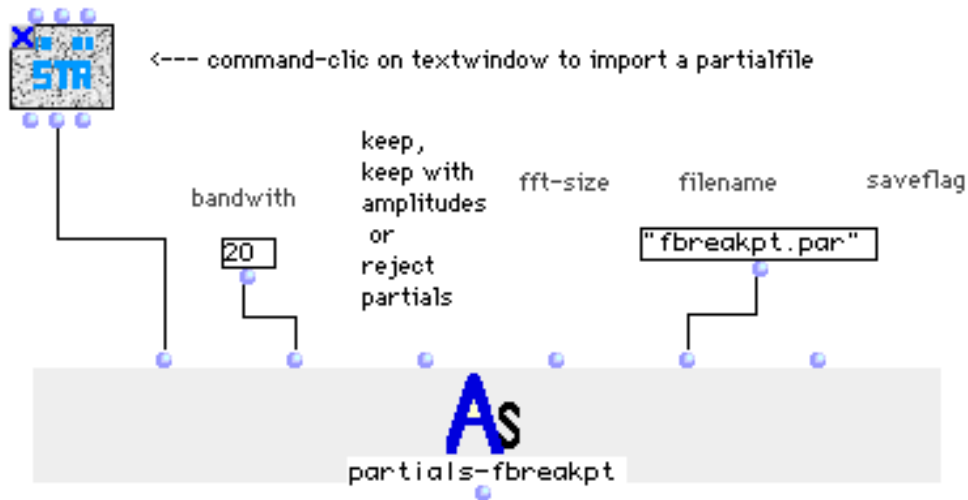 STR
<--- command-clic on textwindow to import a partialfile
keep,
keep with
amplitudes
or
reject
partials
bandwith
fft-size
filename
saveflag
20
"fbreakpt.par"
As
partials-fbreakpt